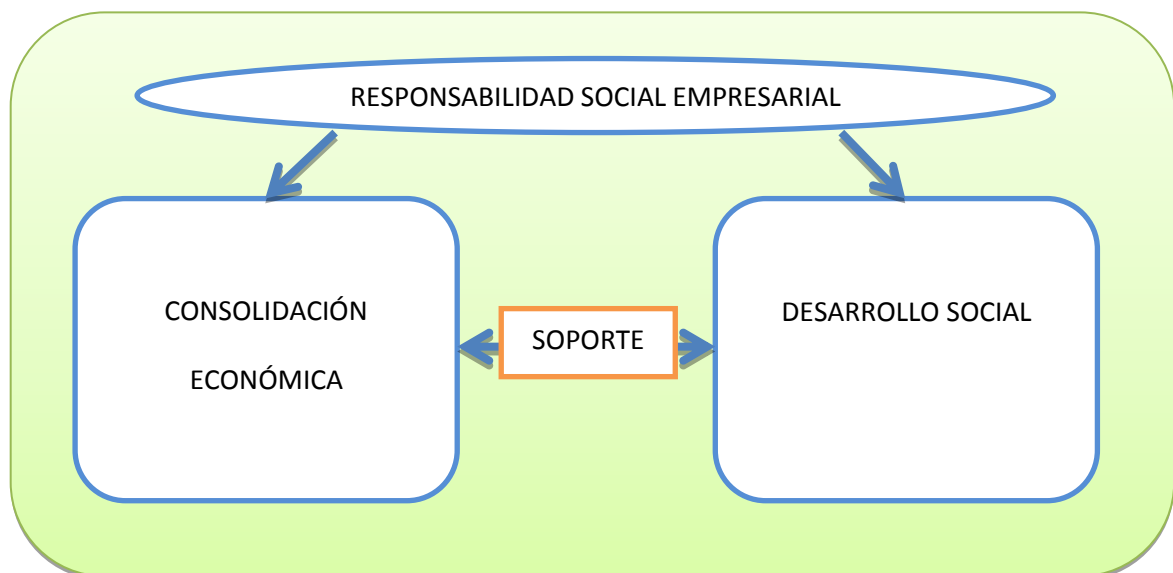 RESPONSABILIDAD SOCIAL EMPRESARIAL
CONSOLIDACIÓN
ECONÓMICA
SOPORTE
DESARROLLO SOCIAL